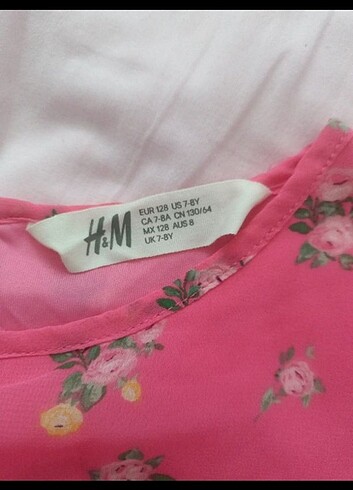 H&M
EUR 128 US 7-8Y
CA 7-8A CN 130/64
MX 128 AUS 8
UK 7-8Y